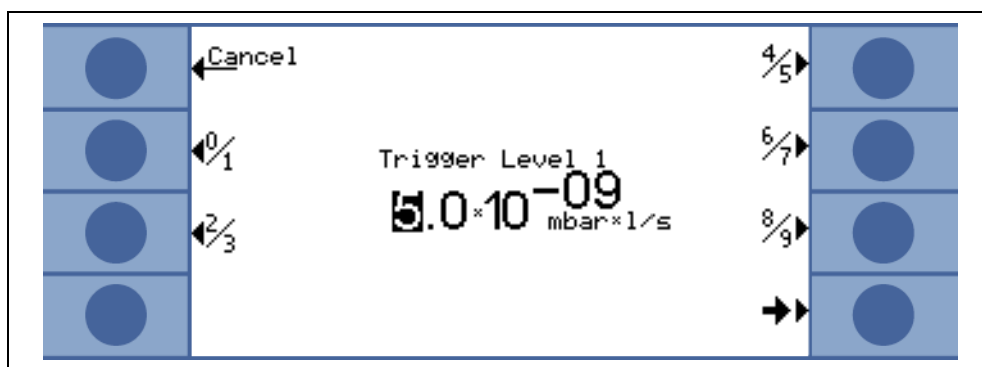 Cancel
4/5
0/1
6/7
Trigger Level 1
5.0×10⁻⁰⁹ mbar×l/s
2/3
8/9